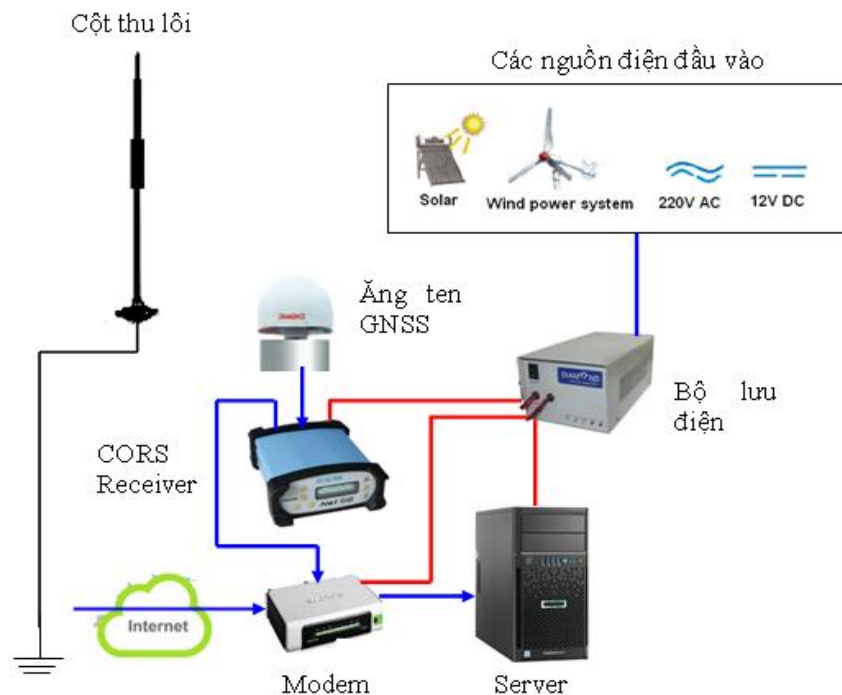 Cột thu lôi
Các nguồn điện đầu vào
Solar
Wind power system
220V AC
12V DC
Ăng ten
GNSS
Bộ lưu
điện
CORS
Receiver
Internet
Modem
Server